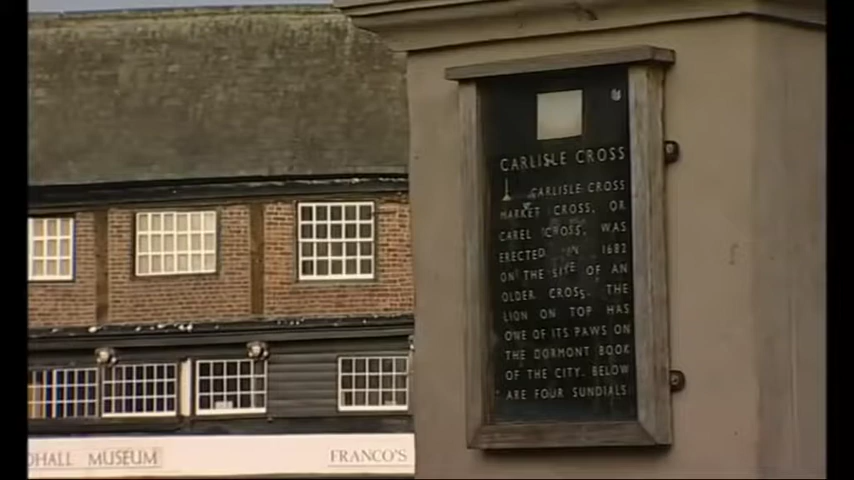 CARLISLE CROSS
CARLISLE CROSS
MARKET CROSS, OR
CAREL CROSS, WAS
ERECTED IN 1682
ON THE SITE OF AN
OLDER CROSS. THE
LION ON TOP HAS
ONE OF ITS PAWS ON
THE DORMONT BOOK
OF THE CITY. BELOW
ARE FOUR SUNDIALS
DHALL MUSEUM
FRANCO'S